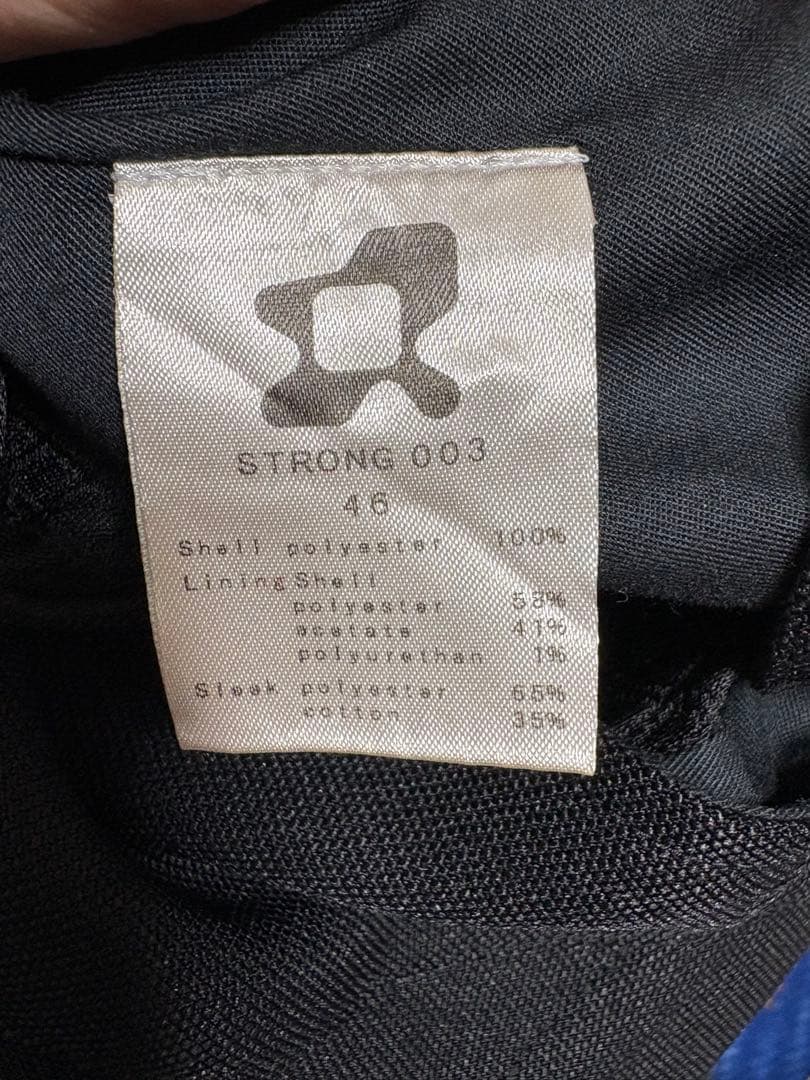 STRONG 003
46
Shell polyester 100%
Lining Shell
polyester 58%
acetate 41%
polyurethan 1%
Sleek polyester 65%
cotton 35%